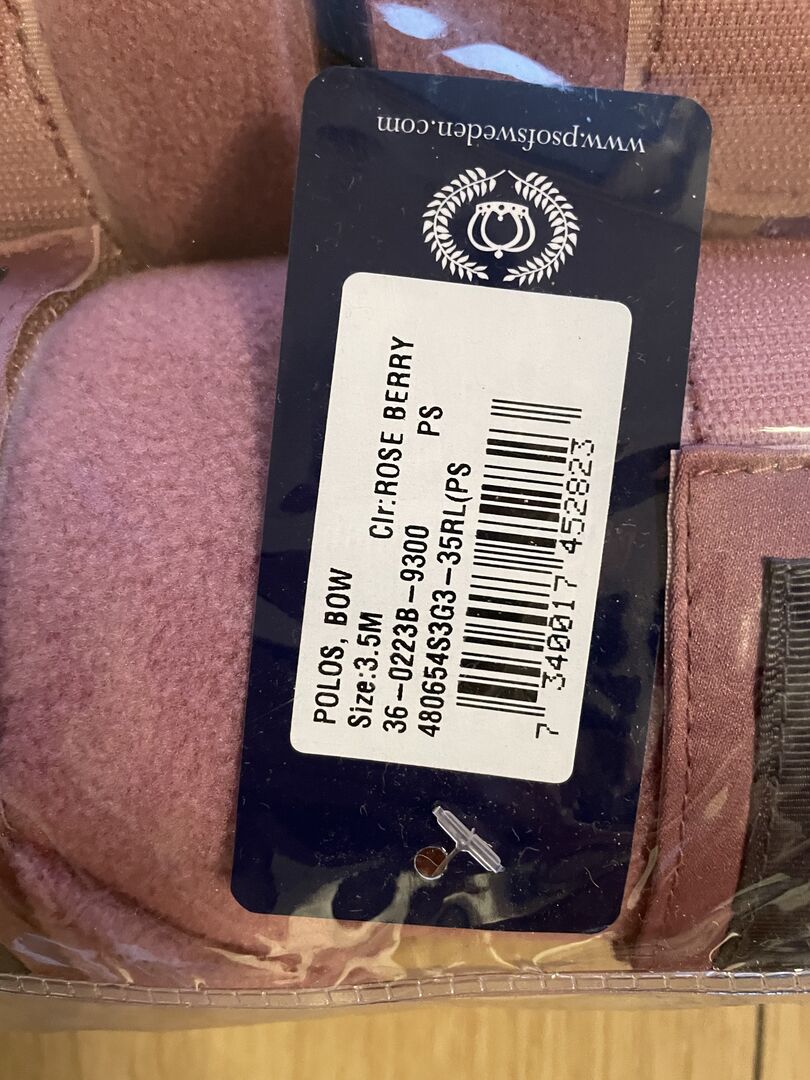 www.psofsweden.com
POLOS, BOW
Size:3.5M Clr:ROSE BERRY
36-0223B-9300 PS
480654S3G3-35RL(PS
7 340017 452823